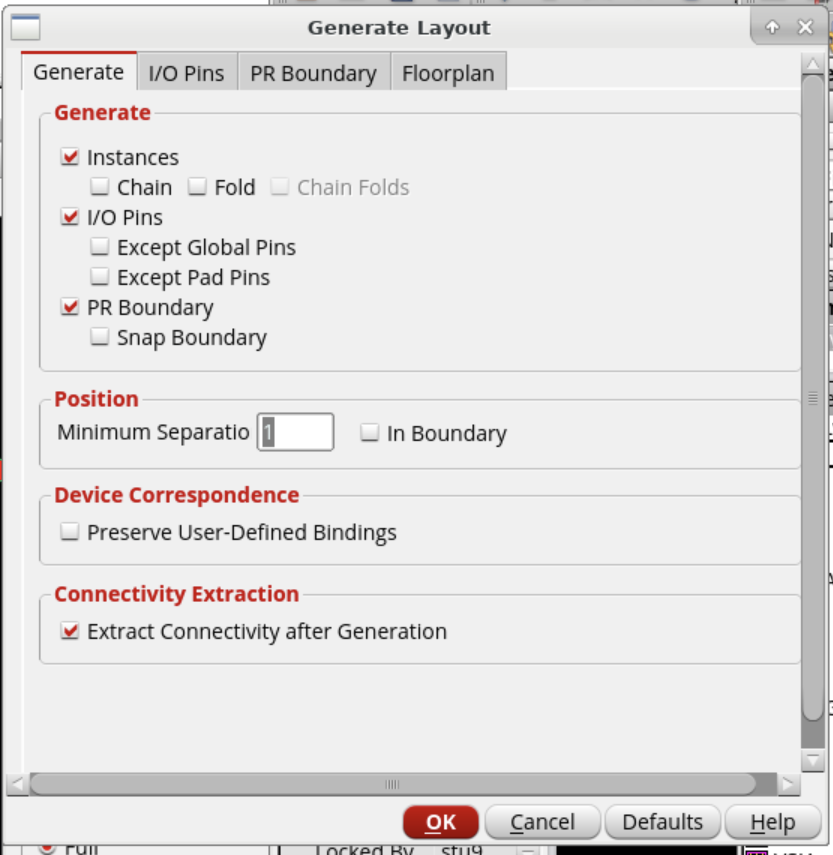 Generate Layout
Generate I/O Pins PR Boundary Floorplan
Generate
Instances
Chain Fold Chain Folds
I/O Pins
Except Global Pins
Except Pad Pins
PR Boundary
Snap Boundary
Position
Minimum Separatio 1 In Boundary
Device Correspondence
Preserve User-Defined Bindings
Connectivity Extraction
Extract Connectivity after Generation
OK Cancel Defaults Help
Full Locked By stu9